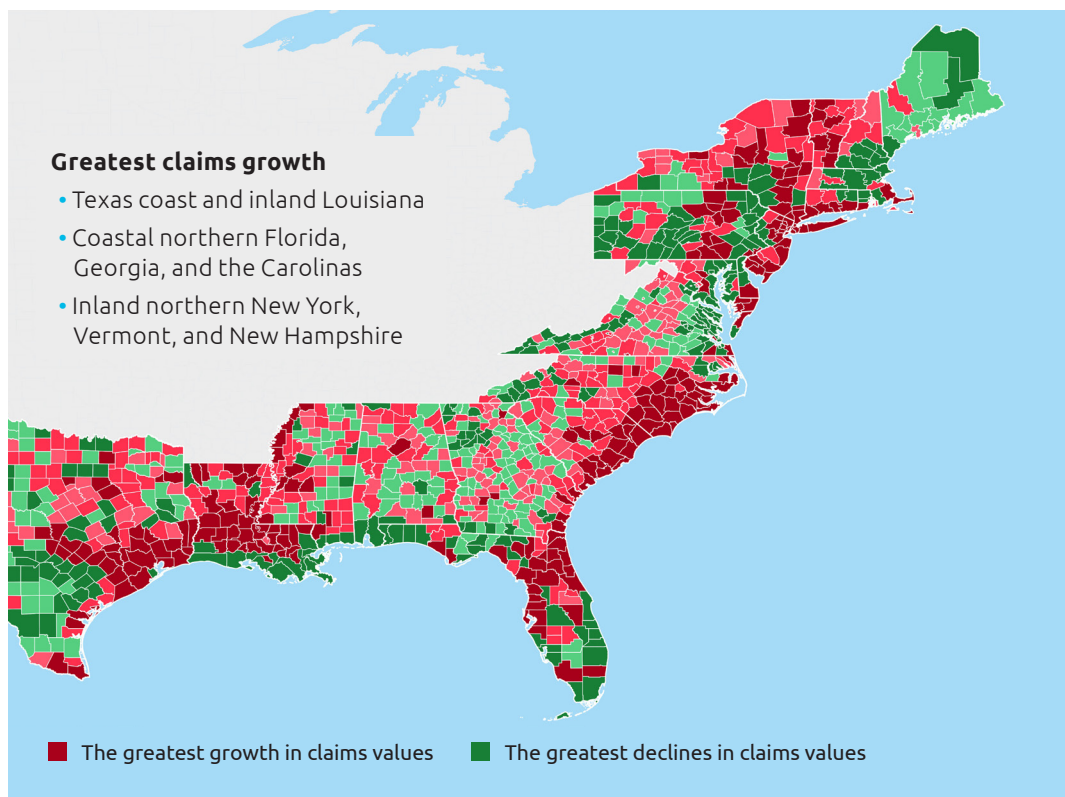 Greatest claims growth
• Texas coast and inland Louisiana
• Coastal northern Florida,
Georgia, and the Carolinas
• Inland northern New York,
Vermont, and New Hampshire
The greatest growth in claims values
The greatest declines in claims values